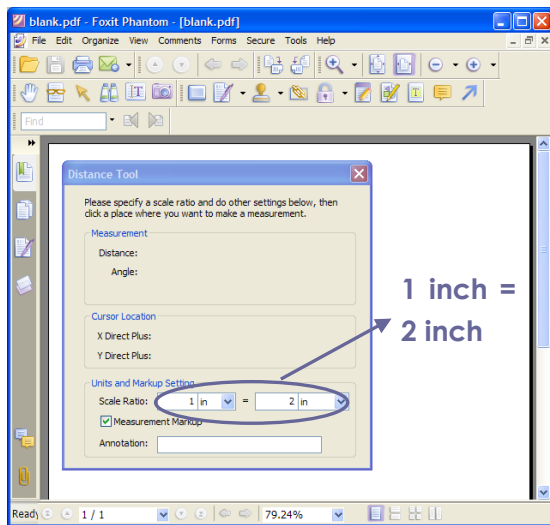 blank.pdf - Foxit Phantom - [blank.pdf]
File Edit Organize View Comments Forms Secure Tools Help
Find
Distance Tool
Please specify a scale ratio and do other settings below, then
click a place where you want to make a measurement.
Measurement
Distance:
Angle:
Cursor Location
X Direct Plus:
Y Direct Plus:
Units and Markup Setting
Scale Ratio: 1 in = 2 in
Measurement Markup
Annotation:
1 inch =
2 inch
Ready 1 / 1 79.24%